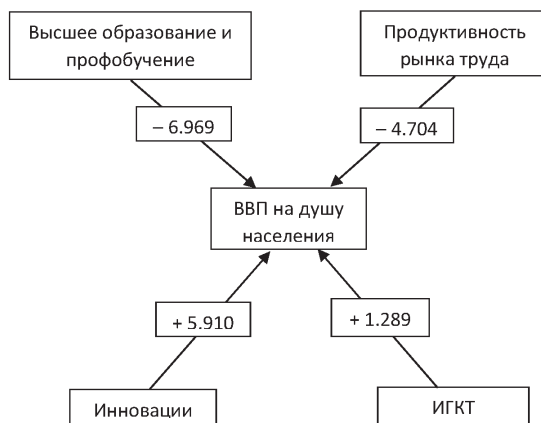 Высшее образование и
профобучение
Продуктивность
рынка труда
– 6.969
– 4.704
ВВП на душу
населения
+ 5.910
+ 1.289
Инновации
ИГКТ